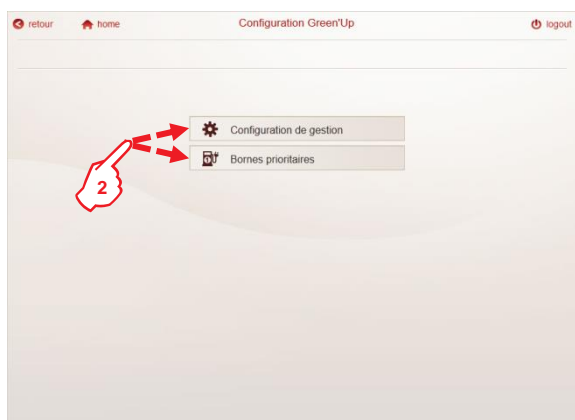 retour home Configuration Green'Up logout
Configuration de gestion
Bornes prioritaires
2